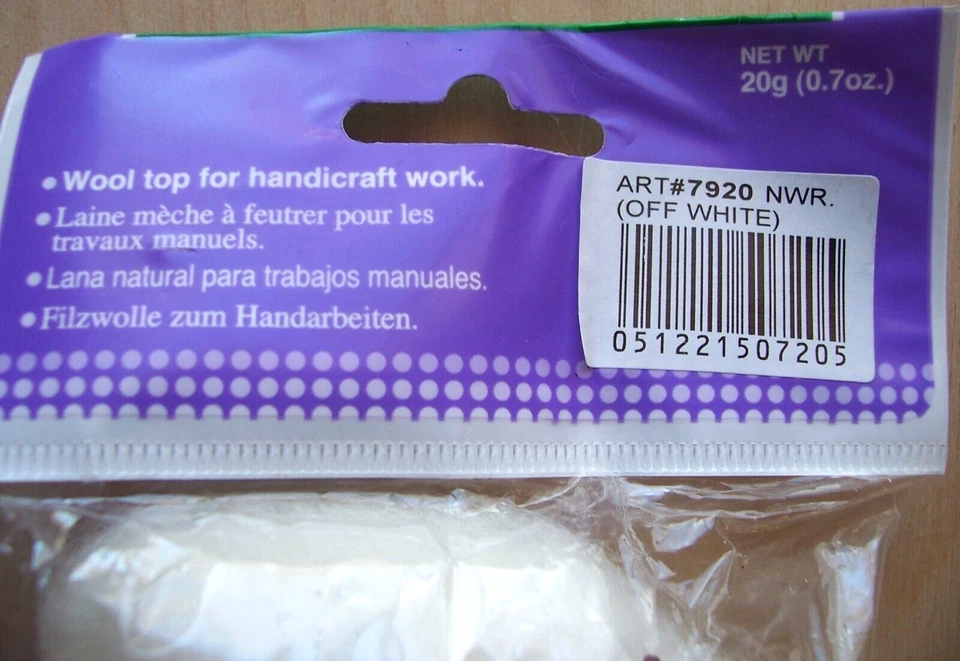 NET WT
20g (0.7oz.)
• Wool top for handicraft work.
• Laine mèche à feutrer pour les
travaux manuels.
• Lana natural para trabajos manuales.
• Filzwolle zum Handarbeiten.
ART#7920 NWR.
(OFF WHITE)
051221507205